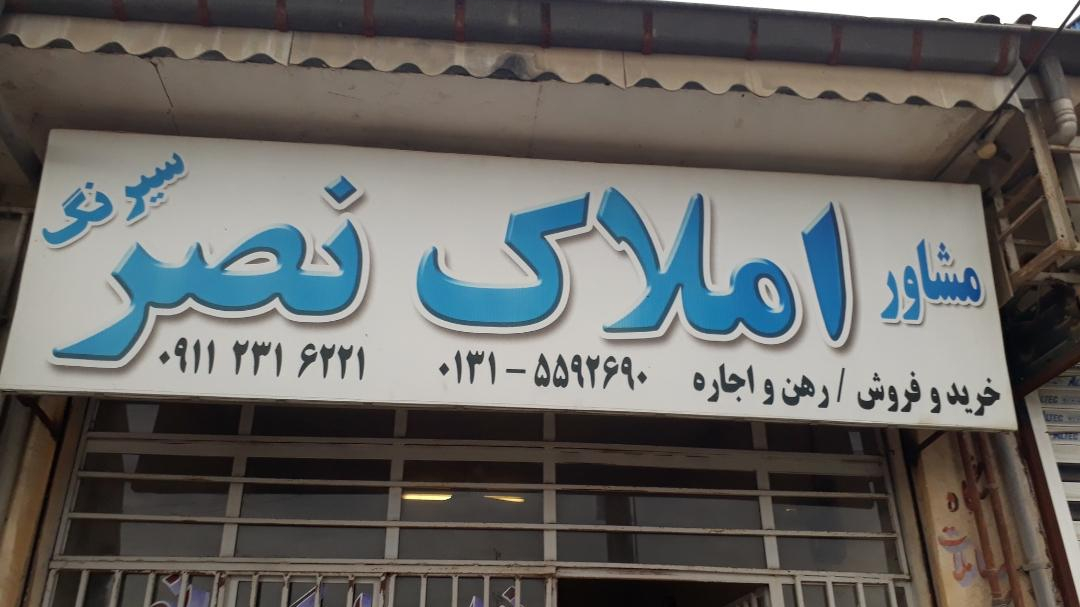 مشاور املاک نصر
سیرنگ
خرید و فروش / رهن و اجاره
۰۱۳۱ – ۵۵۹۲۶۹۰
۰۹۱۱ ۲۳۱ ۶۲۲۱